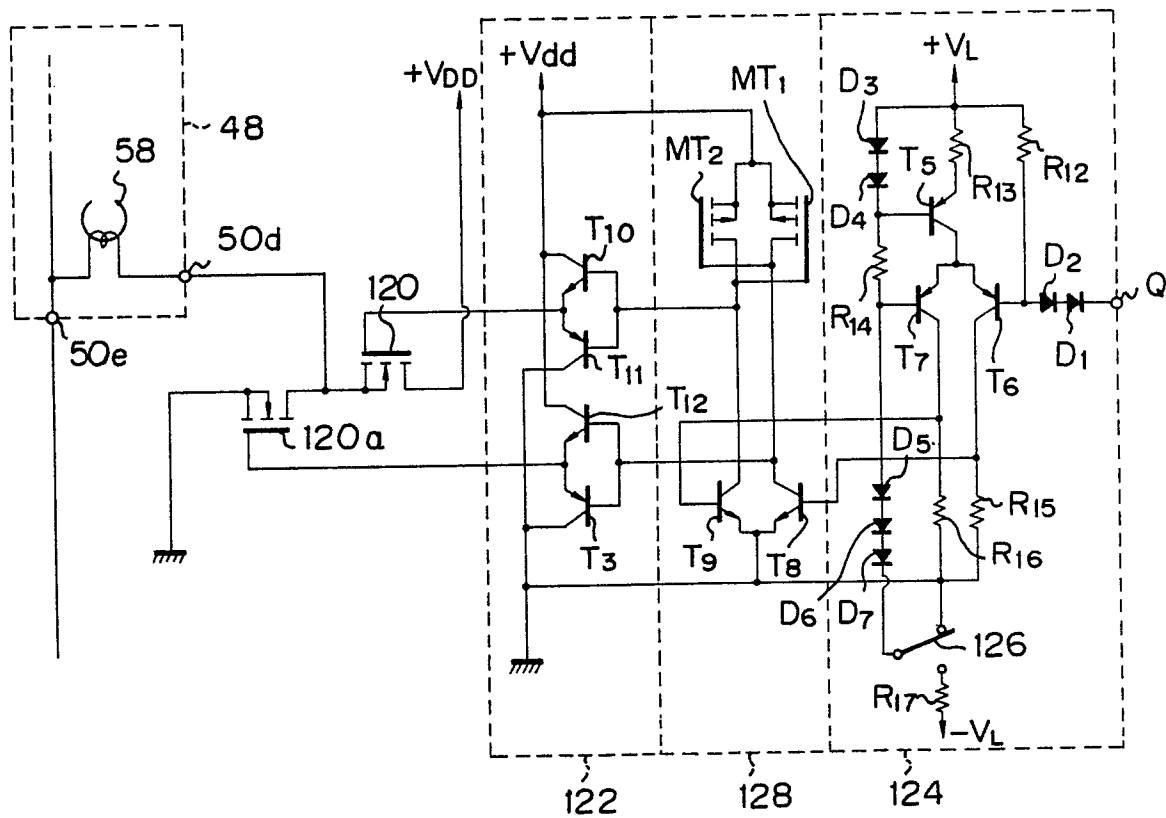 +VL
+Vdd
+VDD
D3
MT1
48
58
MT2
T5
R13
R12
D4
50d
T10
D2
Q
120
R14
50e
T11
T7
T6
D1
T12
120a
D5
R15
T3
T9
T8
R16
D6
D7
126
R17
-VL
122
128
124